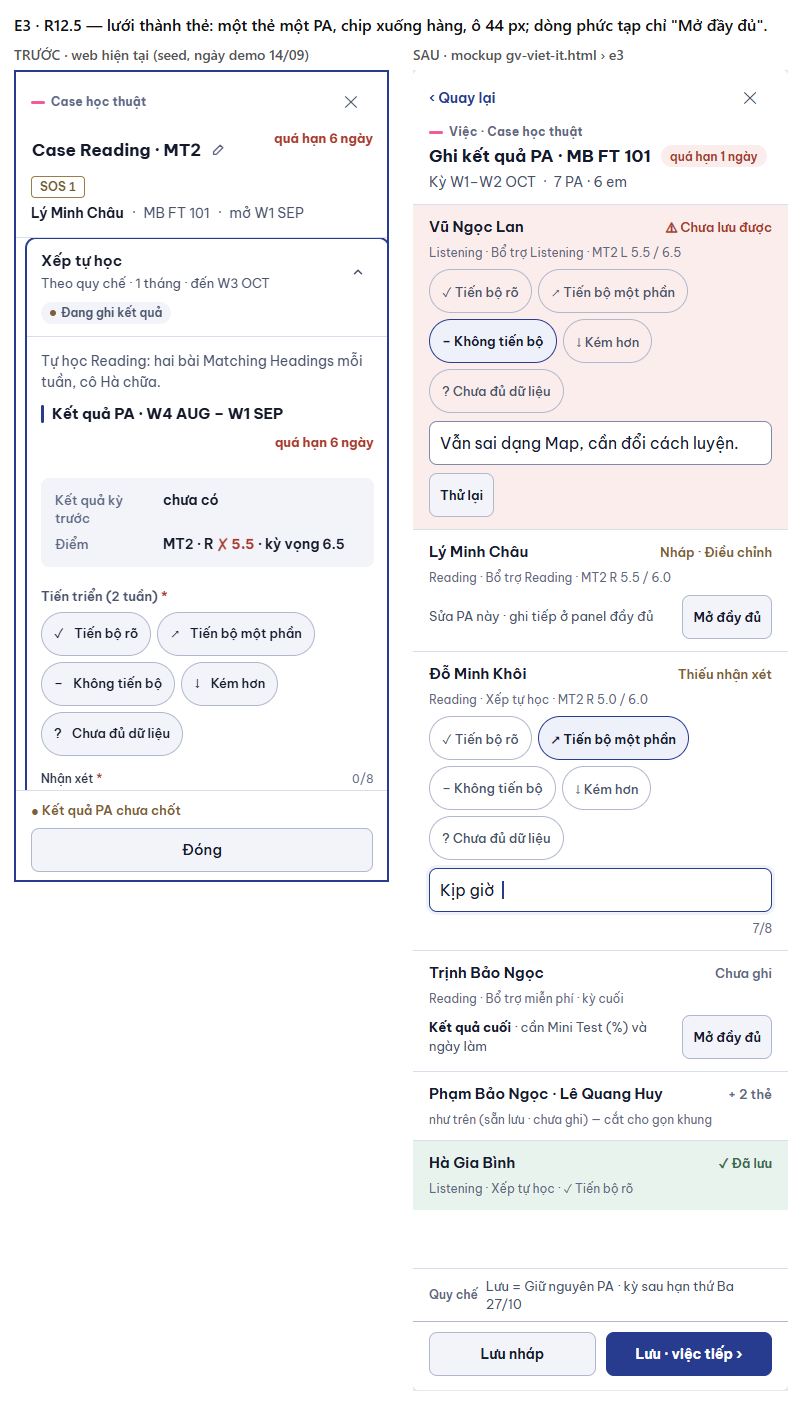 E3 · R12.5 — lưới thành thẻ: một thẻ một PA, chip xuống hàng, ô 44 px; dòng phức tạp chỉ "Mở đầy đủ".
TRƯỚC · web hiện tại (seed, ngày demo 14/09)
Case học thuật
Case Reading · MT2
quá hạn 6 ngày
SOS 1
Lý Minh Châu · MB FT 101 · mở W1 SEP
Xếp tự học
Theo quy chế · 1 tháng · đến W3 OCT
Đang ghi kết quả
Tự học Reading: hai bài Matching Headings mỗi
tuần, cô Hà chữa.
Kết quả PA · W4 AUG – W1 SEP
quá hạn 6 ngày
Kết quả kỳ trước chưa có
Điểm MT2 · R ✗ 5.5 · kỳ vọng 6.5
Tiến triển (2 tuần) *
✓ Tiến bộ rõ ↗ Tiến bộ một phần
– Không tiến bộ ↓ Kém hơn
? Chưa đủ dữ liệu
Nhận xét * 0/8
Kết quả PA chưa chốt
Đóng
SAU · mockup gv-viet-it.html › e3
‹ Quay lại
Việc · Case học thuật
Ghi kết quả PA · MB FT 101 quá hạn 1 ngày
Kỳ W1–W2 OCT · 7 PA · 6 em
Vũ Ngọc Lan ⚠ Chưa lưu được
Listening · Bổ trợ Listening · MT2 L 5.5 / 6.5
✓ Tiến bộ rõ ↗ Tiến bộ một phần
– Không tiến bộ ↓ Kém hơn
? Chưa đủ dữ liệu
Vẫn sai dạng Map, cần đổi cách luyện.
Thử lại
Lý Minh Châu Nháp · Điều chỉnh
Reading · Bổ trợ Reading · MT2 R 5.5 / 6.0
Sửa PA này · ghi tiếp ở panel đầy đủ Mở đầy đủ
Đỗ Minh Khôi Thiếu nhận xét
Reading · Xếp tự học · MT2 R 5.0 / 6.0
✓ Tiến bộ rõ ↗ Tiến bộ một phần
– Không tiến bộ ↓ Kém hơn
? Chưa đủ dữ liệu
Kịp giờ
7/8
Trịnh Bảo Ngọc Chưa ghi
Reading · Bổ trợ miễn phí · kỳ cuối
Kết quả cuối · cần Mini Test (%) và
ngày làm
Mở đầy đủ
Phạm Bảo Ngọc · Lê Quang Huy + 2 thẻ
như trên (sẵn lưu · chưa ghi) — cắt cho gọn khung
Hà Gia Bình ✓ Đã lưu
Listening · Xếp tự học · ✓ Tiến bộ rõ
Quy chế Lưu = Giữ nguyên PA · kỳ sau hạn thứ Ba
27/10
Lưu nháp Lưu · việc tiếp ›